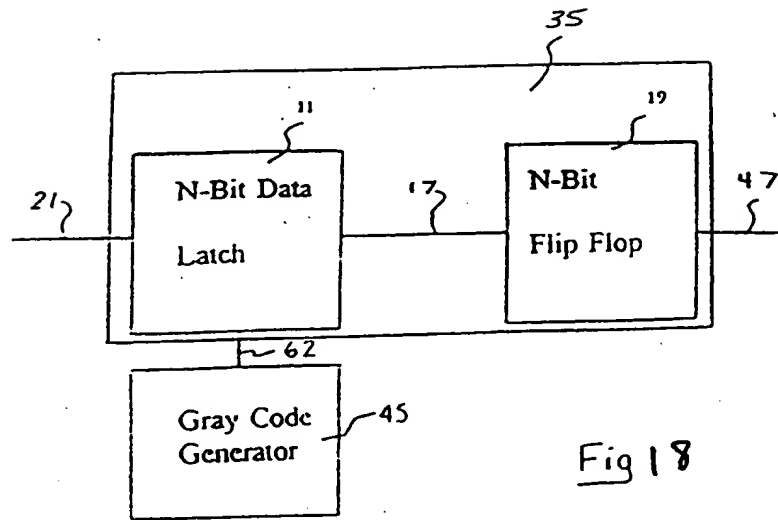 35
11
19
N-Bit Data
N-Bit
21
17
47
Latch
Flip Flop
62
Gray Code
45
Generator
Fig 18